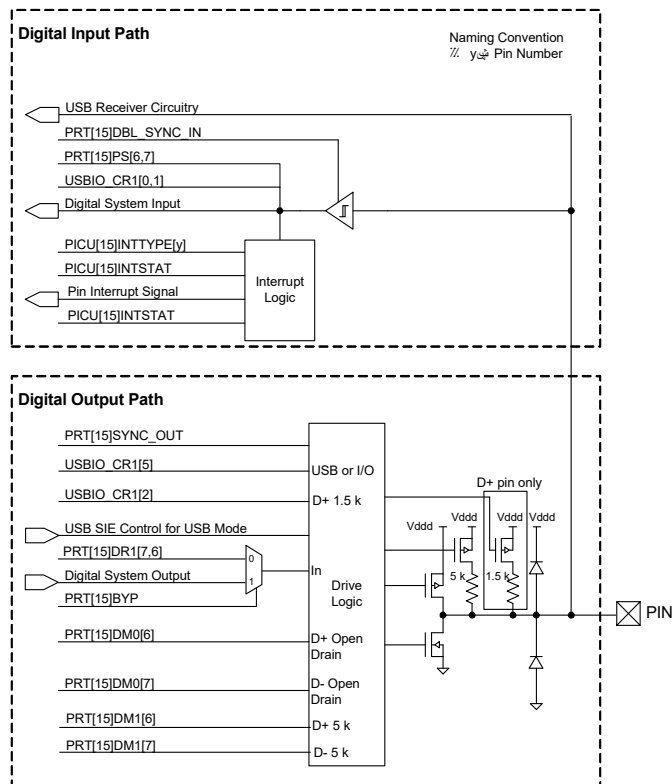 Digital Input Path
Naming Convention
Pin Number
USB Receiver Circuitry
PRT[15]DBL_SYNC_IN
PRT[15]PS[6,7]
USBIO_CR1[0,1]
Digital System Input
PICU[15]INTTYPE[y]
PICU[15]INTSTAT
Pin Interrupt Signal
PICU[15]INTSTAT
Interrupt
Logic
Digital Output Path
PRT[15]SYNC_OUT
USBIO_CR1[5]
USB or I/O
USBIO_CR1[2]
D+ 1.5 k
D+ pin only
USB SIE Control for USB Mode
Vddd
Vddd
Vddd
Vddd
PRT[15]DR1[7,6]
0
In
Digital System Output
1
PRT[15]BYP
Drive
Logic
5 k
1.5 k
PIN
PRT[15]DM0[6]
D+ Open
Drain
PRT[15]DM0[7]
D- Open
Drain
PRT[15]DM1[6]
D+ 5 k
PRT[15]DM1[7]
D- 5 k